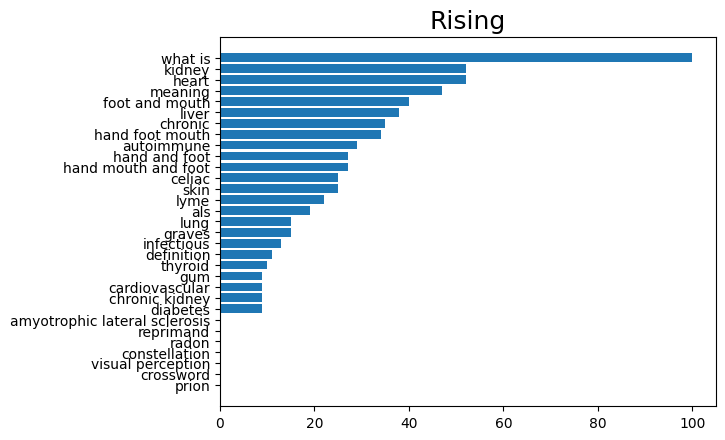 Rising
what is
kidney
heart
meaning
foot and mouth
liver
chronic
hand foot mouth
autoimmune
hand and foot
hand mouth and foot
celiac
skin
lyme
als
lung
graves
infectious
definition
thyroid
gum
cardiovascular
chronic kidney
diabetes
amyotrophic lateral sclerosis
reprimand
radon
constellation
visual perception
crossword
prion
0 20 40 60 80 100